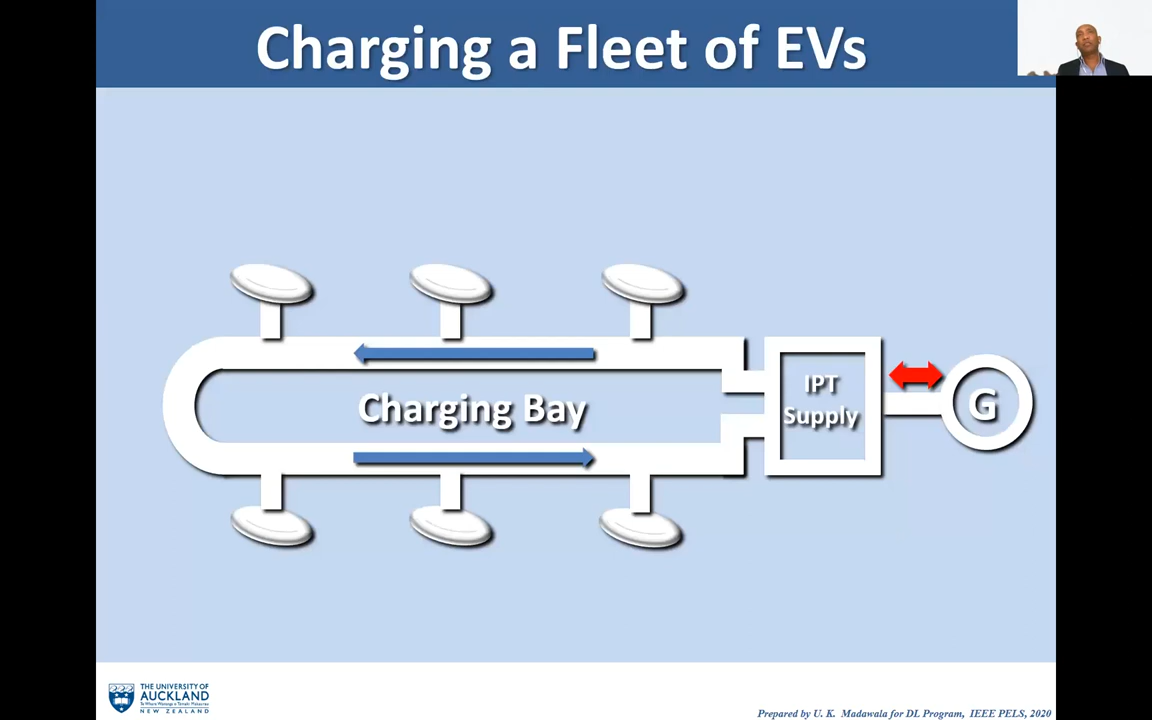 Charging a Fleet of EVs
Charging Bay
IPT
Supply
G
THE UNIVERSITY OF
AUCKLAND
NEW ZEALAND
Prepared by U. K. Madawala for DL Program, IEEE PELS, 2020